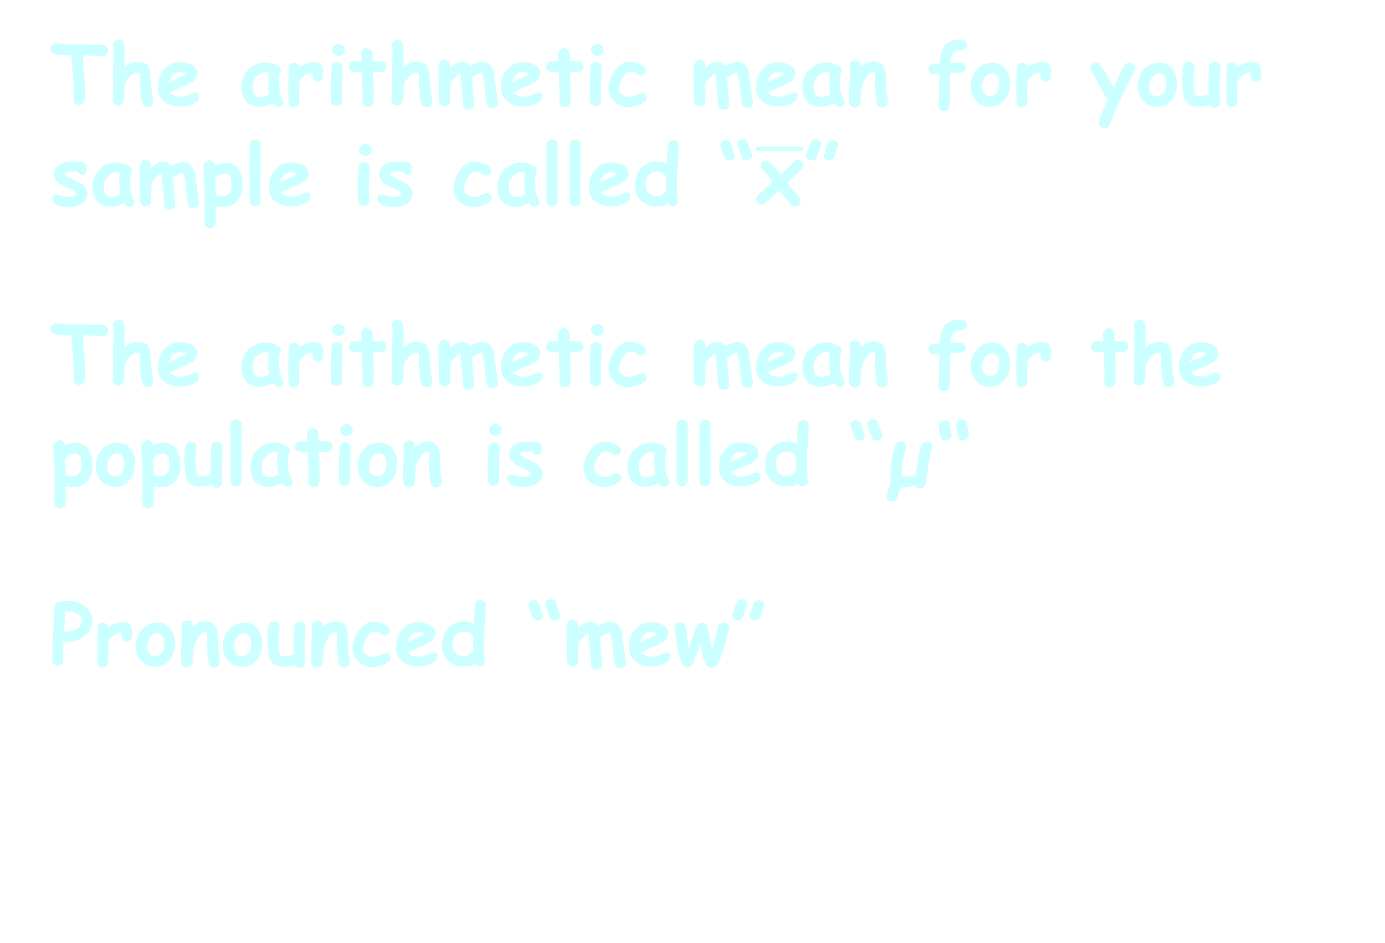 The arithmetic mean for your
sample is called “x̅”
The arithmetic mean for the
population is called “µ“
Pronounced “mew”